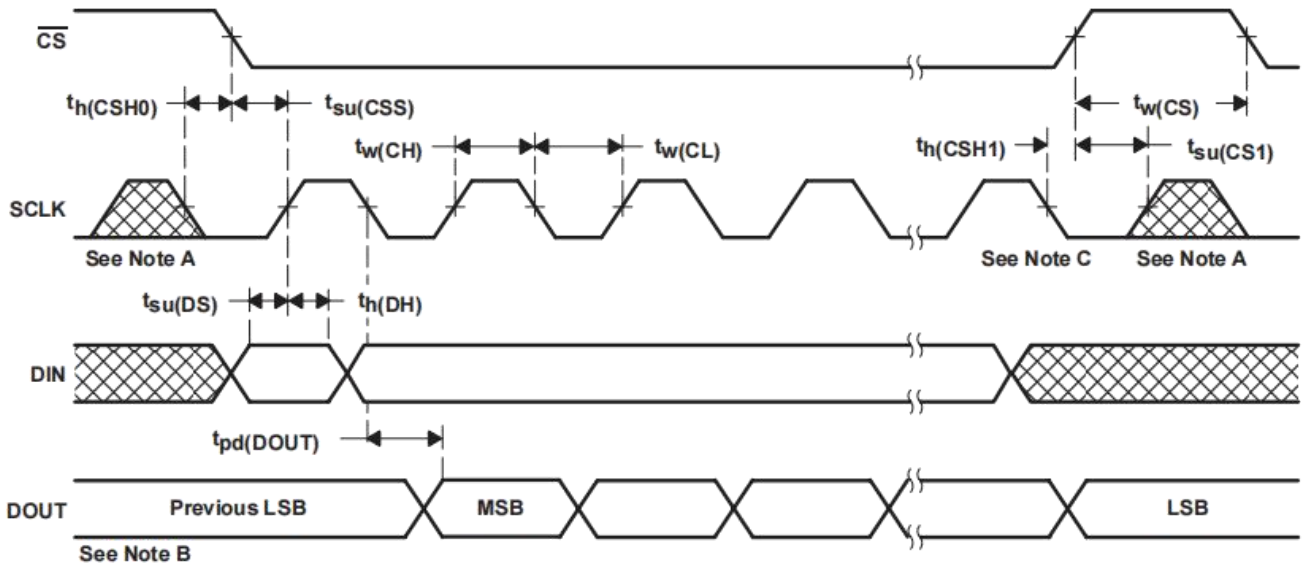 CS
th(CSH0)
tsu(CSS)
tw(CS)
tw(CH)
tw(CL)
th(CSH1)
tsu(CS1)
SCLK
See Note A
See Note C
See Note A
tsu(DS)
th(DH)
DIN
tpd(DOUT)
DOUT
Previous LSB
MSB
LSB
See Note B